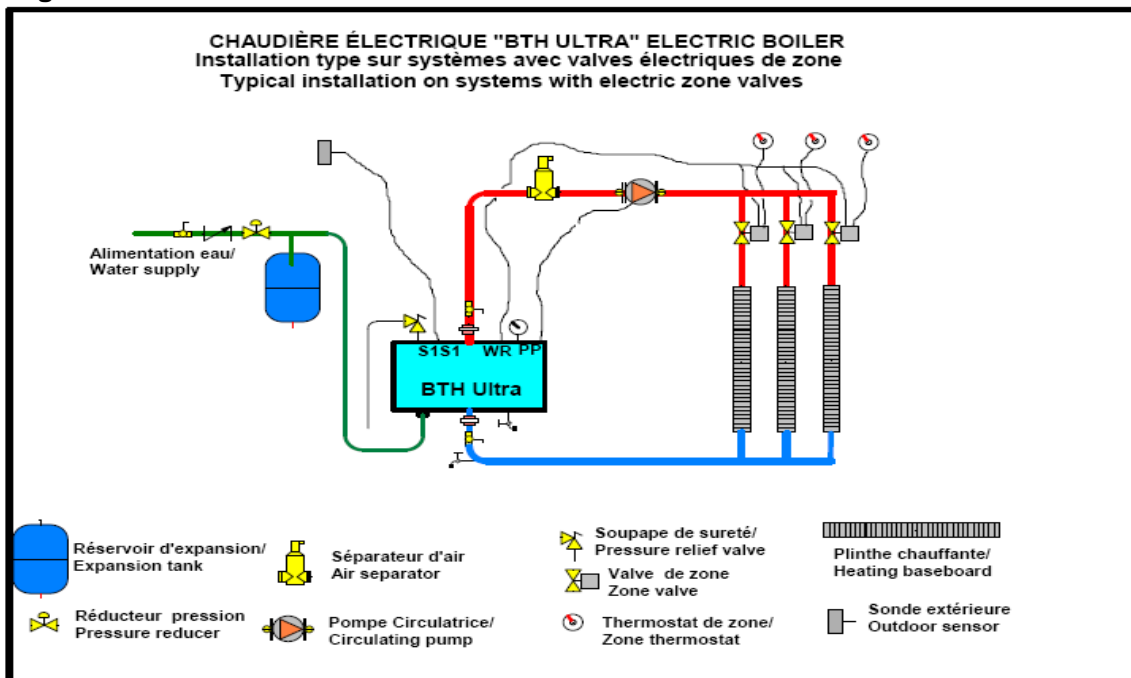 CHAUDIÈRE ÉLECTRIQUE "BTH ULTRA" ELECTRIC BOILER
Installation type sur systèmes avec valves électriques de zone
Typical installation on systems with electric zone valves
Alimentation eau/
Water supply
S1S1 WR PP
BTH Ultra
Réservoir d'expansion/
Expansion tank
Séparateur d'air
Air separator
Soupape de sureté/
Pressure relief valve
Valve de zone
Zone valve
Plinthe chauffante/
Heating baseboard
Réducteur pression
Pressure reducer
Pompe Circulatrice/
Circulating pump
Thermostat de zone/
Zone thermostat
Sonde extérieure
Outdoor sensor